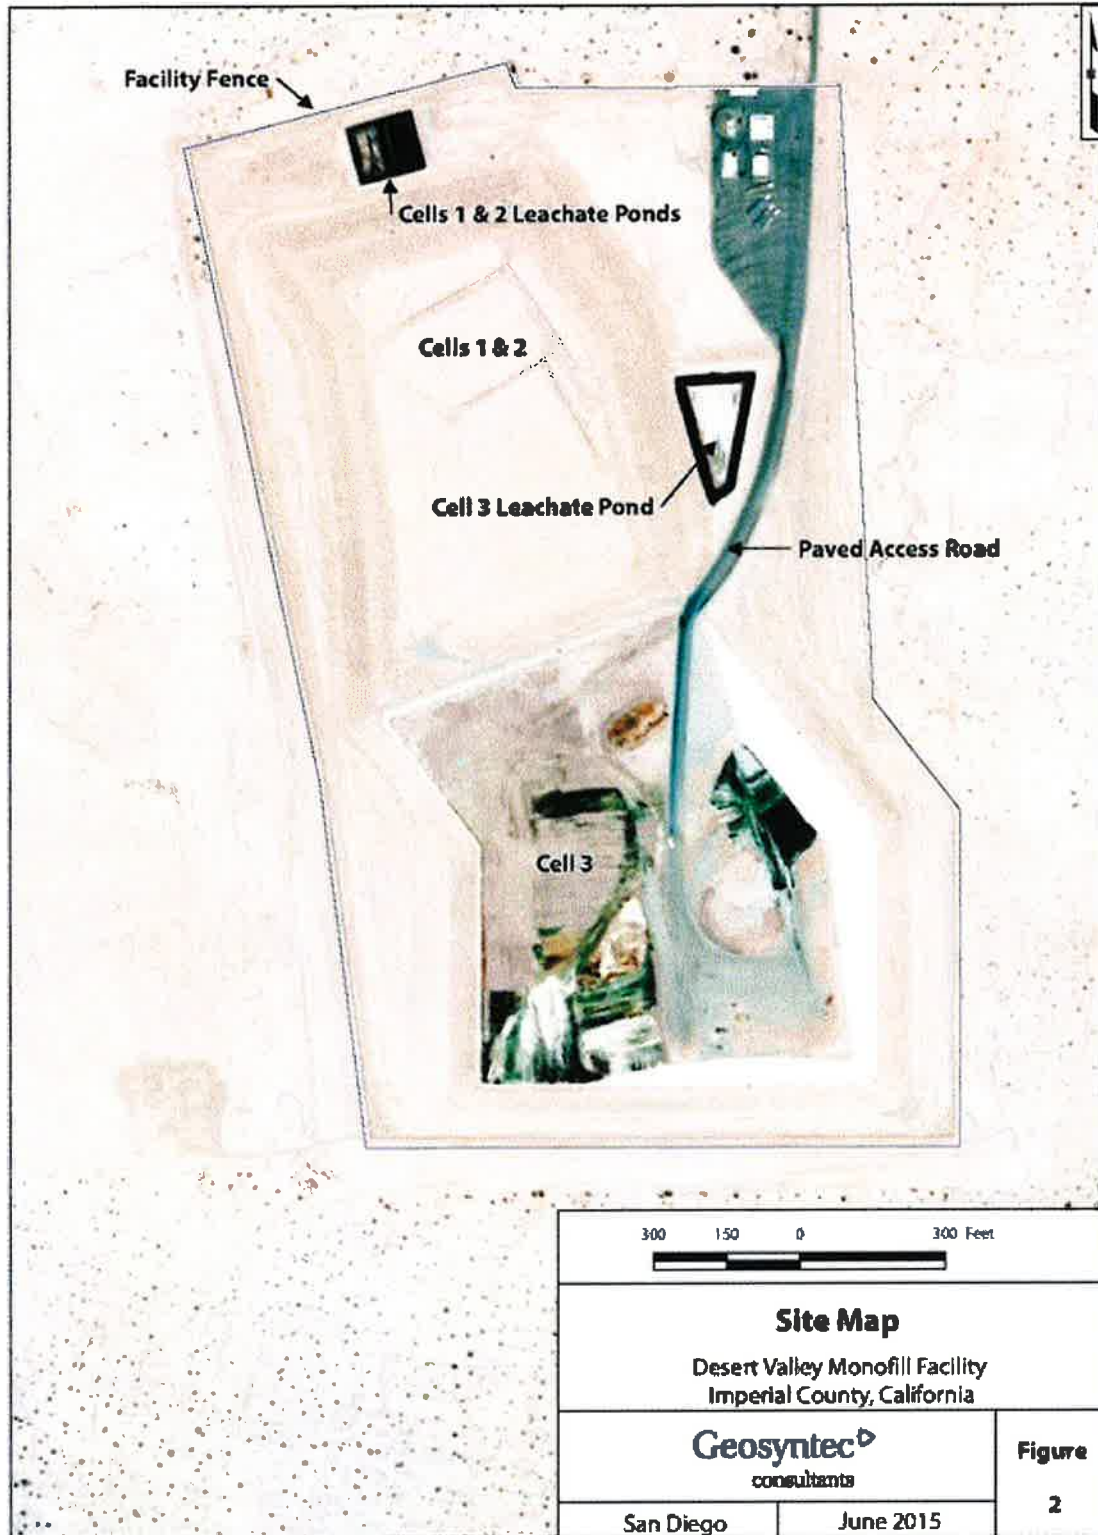 Facility Fence
Cells 1 & 2 Leachate Ponds
Cells 1 & 2
Cell 3 Leachate Pond
Paved Access Road
Cell 3
300 150 0 300 Feet
Site Map
Desert Valley Monofill Facility
Imperial County, California
Geosyntec
consultants
Figure
2
San Diego
June 2015